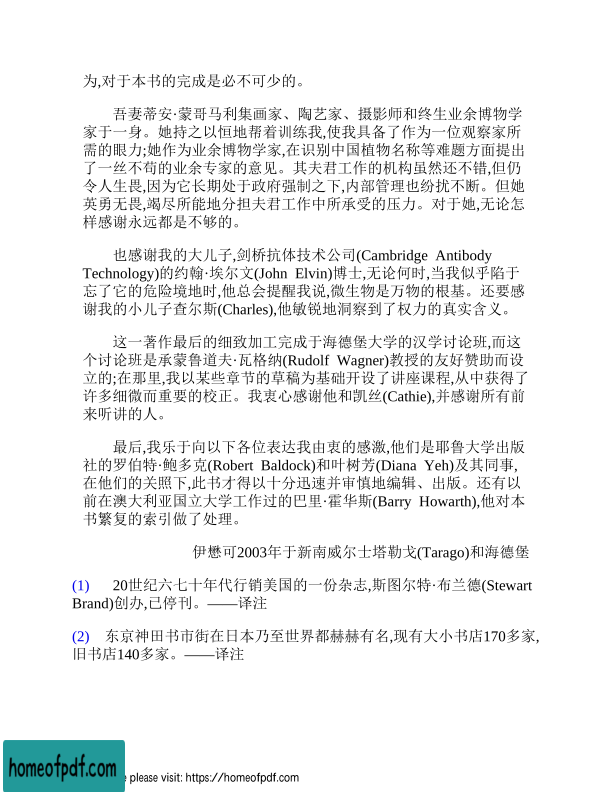 为,对于本书的完成是必不可少的。
吾妻蒂安·蒙哥马利集画家、陶艺家、摄影师和终生业余博物学
家于一身。她持之以恒地帮着训练我,使我具备了作为一位观察家所
需的眼力;她作为业余博物学家,在识别中国植物名称等难题方面提出
了一丝不苟的业余专家的意见。其夫君工作的机构虽然还不错,但仍
令人生畏,因为它长期处于政府强制之下,内部管理也纷扰不断。但她
英勇无畏,竭尽所能地分担夫君工作中所承受的压力。对于她,无论怎
样感谢永远都是不够的。
也感谢我的大儿子,剑桥抗体技术公司(Cambridge Antibody
Technology)的约翰·埃尔文(John Elvin)博士,无论何时,当我似乎陷于
忘了它的危险境地时,他总会提醒我说,微生物是万物的根基。还要感
谢我的小儿子查尔斯(Charles),他敏锐地洞察到了权力的真实含义。
这一著作最后的细致加工完成于海德堡大学的汉学讨论班,而这
个讨论班是承蒙鲁道夫·瓦格纳(Rudolf Wagner)教授的友好赞助而设
立的;在那里,我以某些章节的草稿为基础开设了讲座课程,从中获得了
许多细微而重要的校正。我衷心感谢他和凯丝(Cathie),并感谢所有前
来听讲的人。
最后,我乐于向以下各位表达我由衷的感激,他们是耶鲁大学出版
社的罗伯特·鲍多克(Robert Baldock)和叶树芳(Diana Yeh)及其同事,
在他们的关照下,此书才得以十分迅速并审慎地编辑、出版。还有以
前在澳大利亚国立大学工作过的巴里·霍华斯(Barry Howarth),他对本
书繁复的索引做了处理。
伊懋可2003年于新南威尔士塔勒戈(Tarago)和海德堡
(1) 20世纪六七十年代行销美国的一份杂志,斯图尔特·布兰德(Stewart
Brand)创办,已停刊。——译注
(2) 东京神田书市街在日本乃至世界都赫赫有名,现有大小书店170多家,
旧书店140多家。——译注
homeofpdf.com
e please visit: https://homeofpdf.com